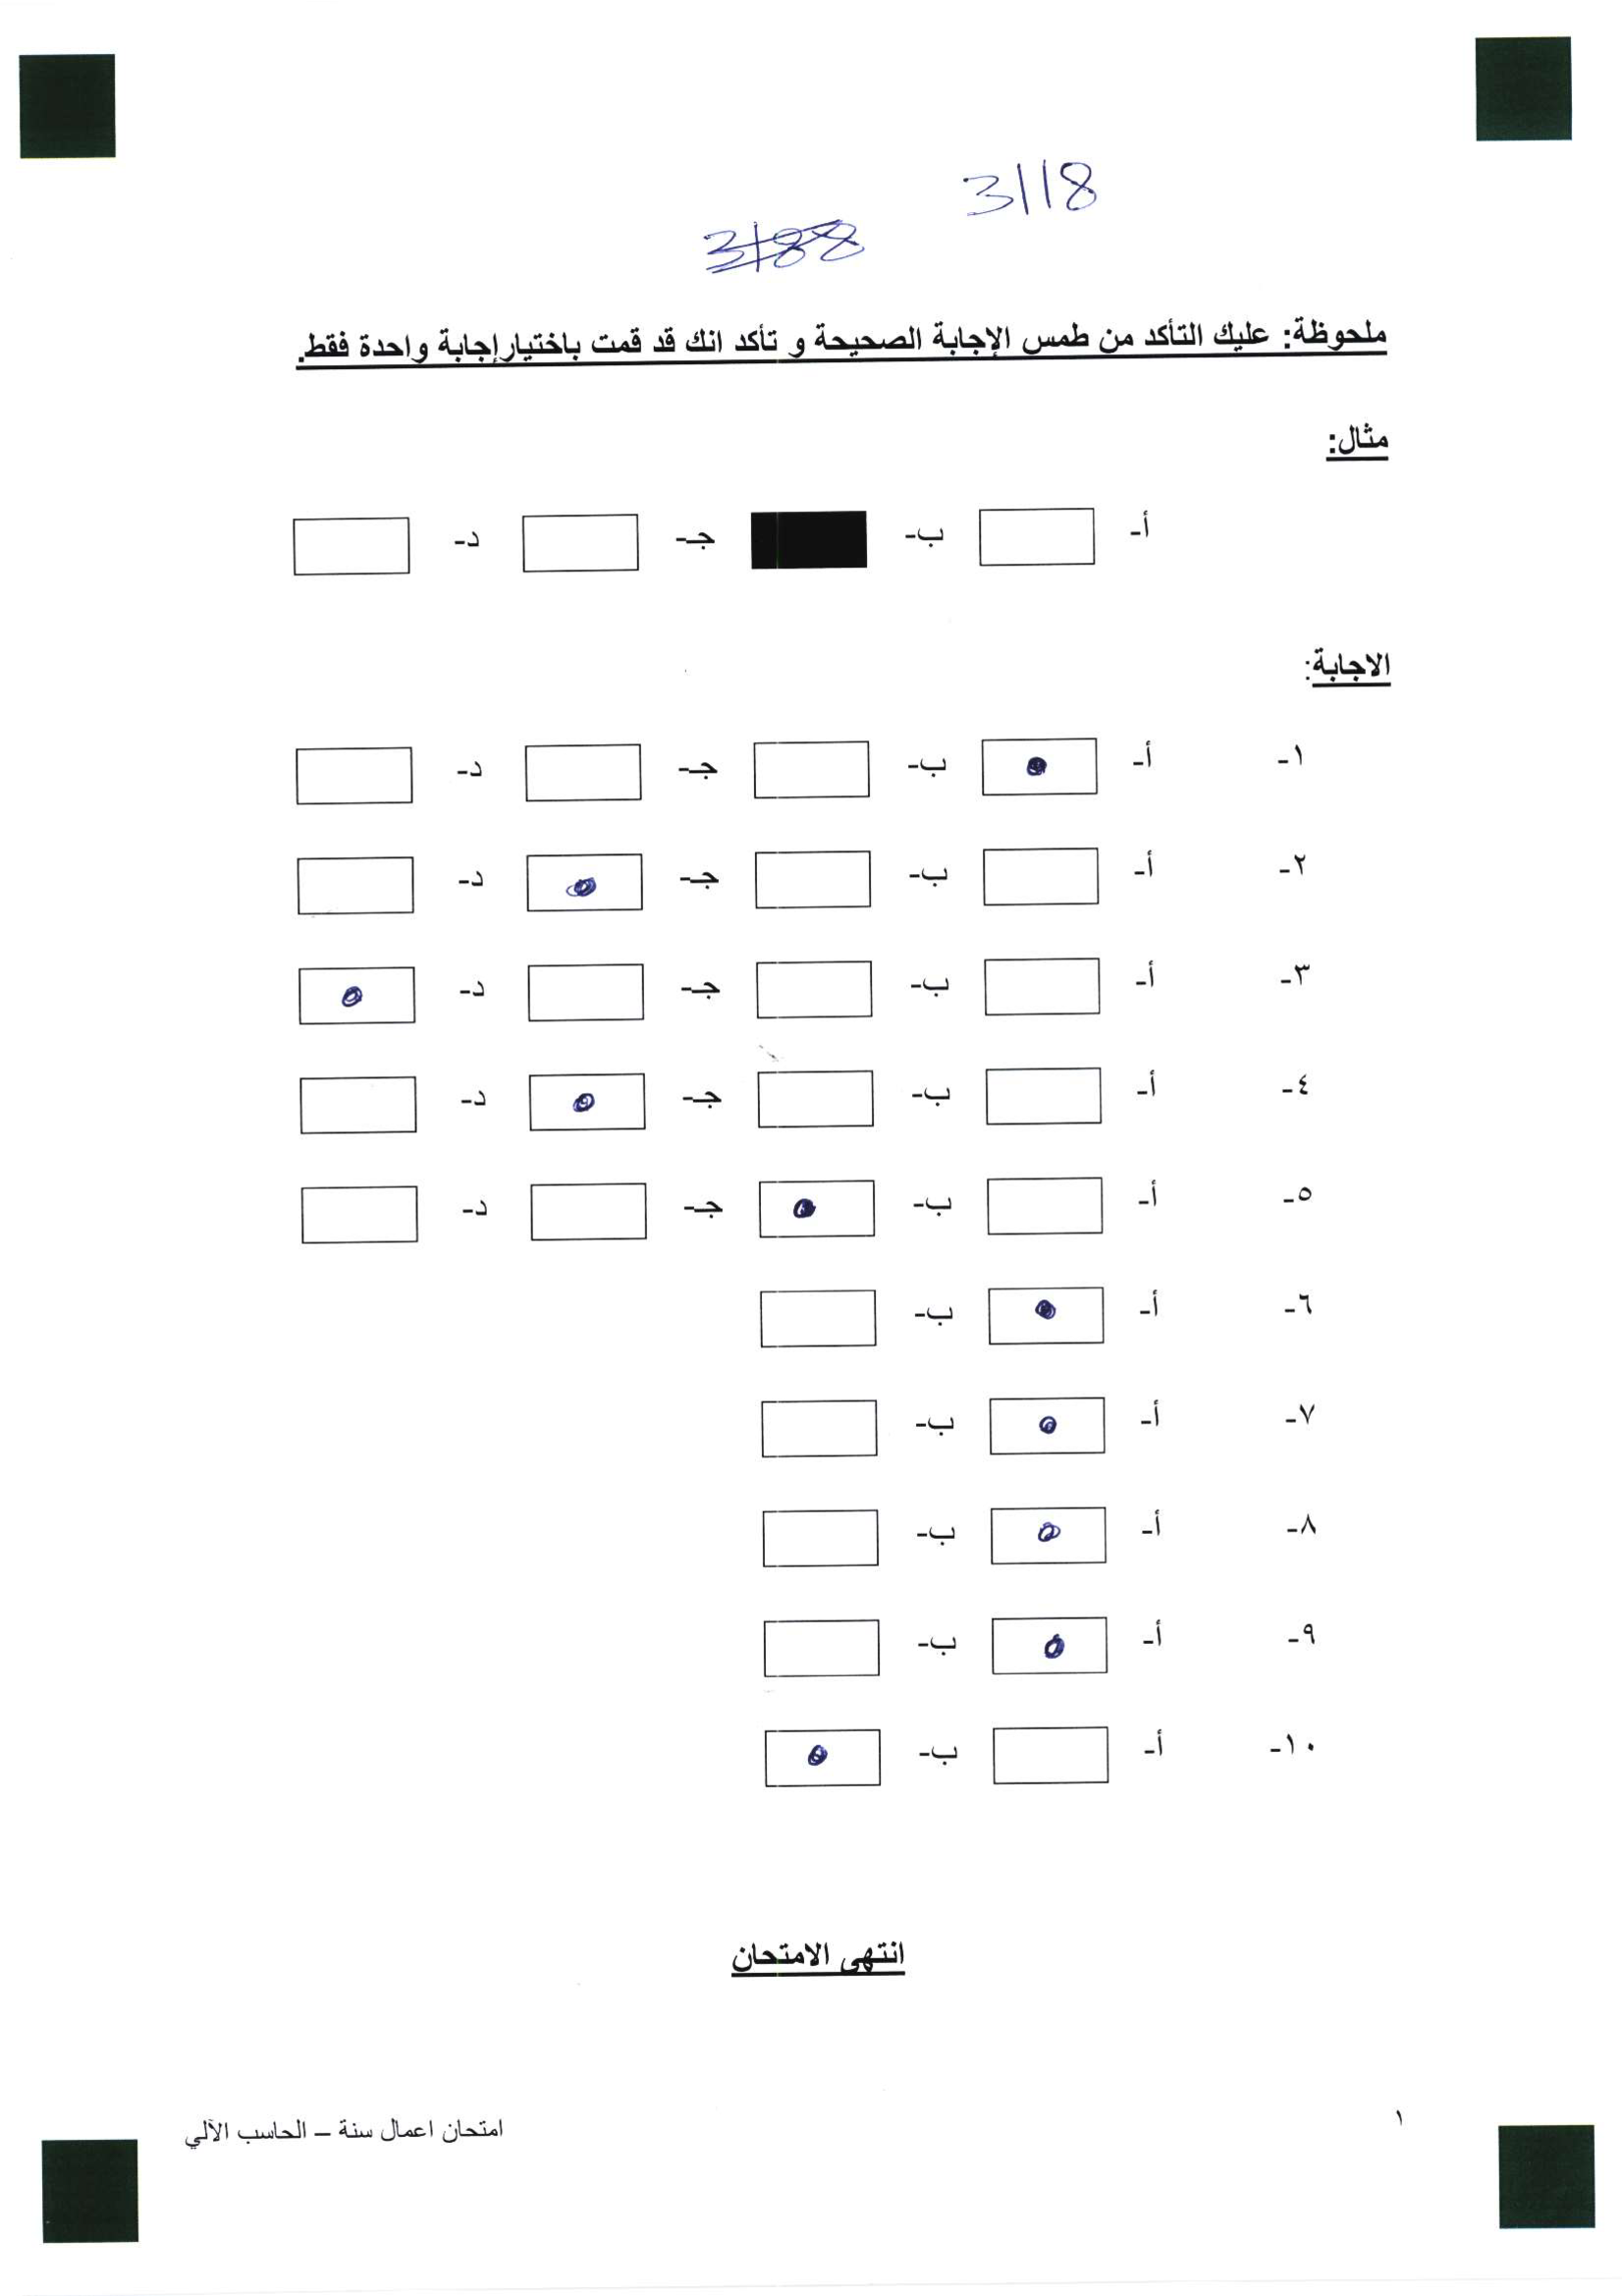 3118
3188
ملحوظة: عليك التأكد من طمس الإجابة الصحيحة و تأكد انك قد قمت باختيارإجابة واحدة فقط.
مثال:
أ- ب- جـ- د-
الاجابة:
١- أ- ب- جـ- د-
٢- أ- ب- جـ- د-
٣- أ- ب- جـ- د-
٤- أ- ب- جـ- د-
٥- أ- ب- جـ- د-
٦- أ- ب-
٧- أ- ب-
٨- أ- ب-
٩- أ- ب-
١٠- أ- ب-
انتهى الامتحان
١ امتحان اعمال سنة – الحاسب الآلي